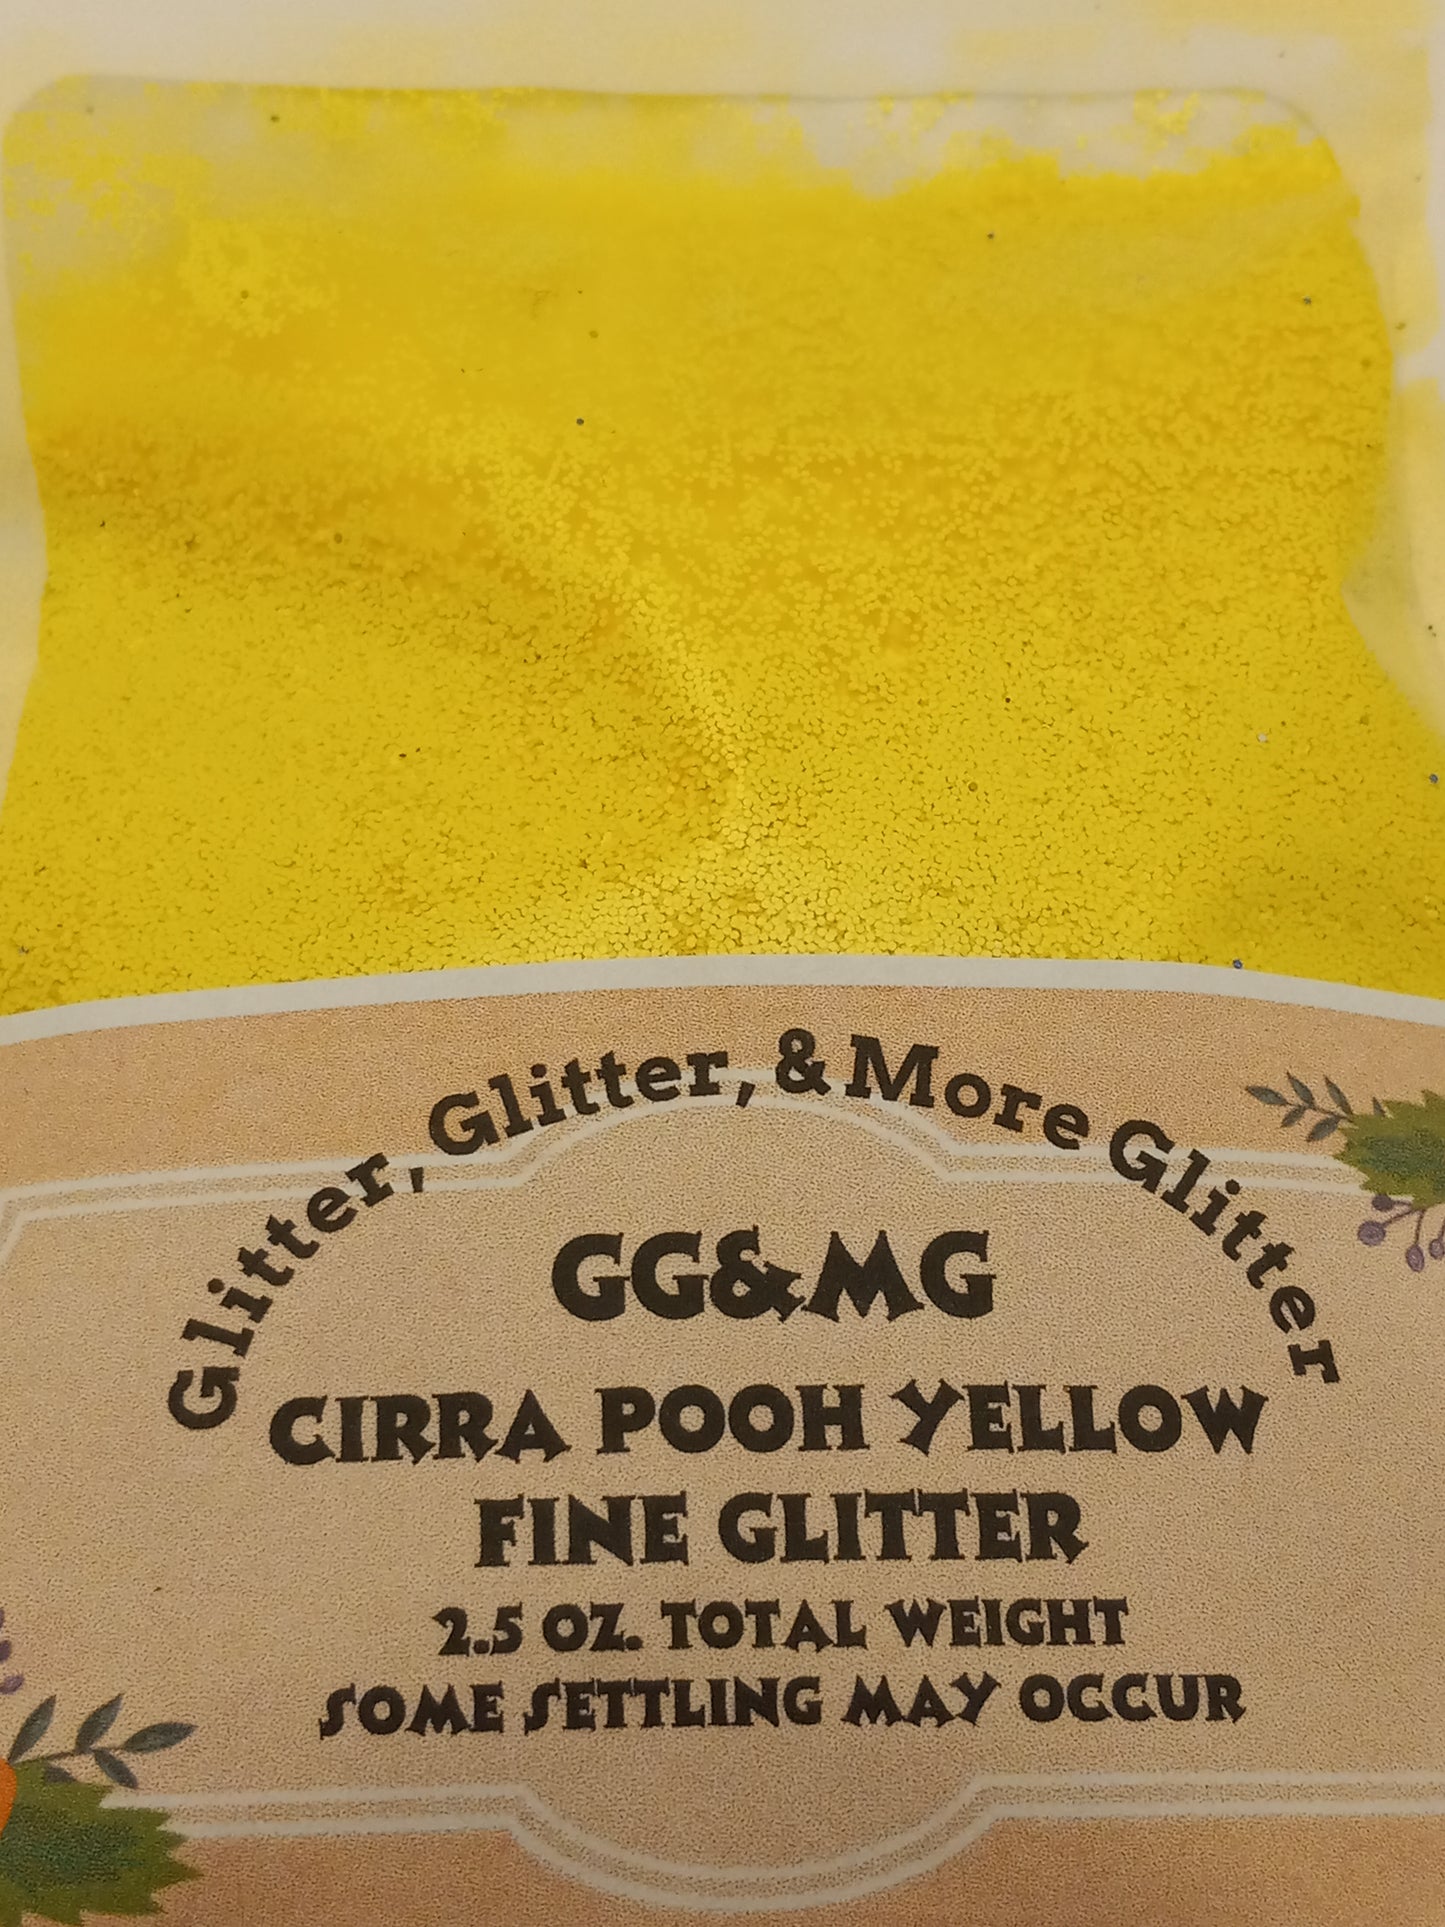 Glitter, Glitter, & More Glitter
GG&MG
CIRRA POOH YELLOW
FINE GLITTER
2.5 OZ. TOTAL WEIGHT
SOME SETTLING MAY OCCUR